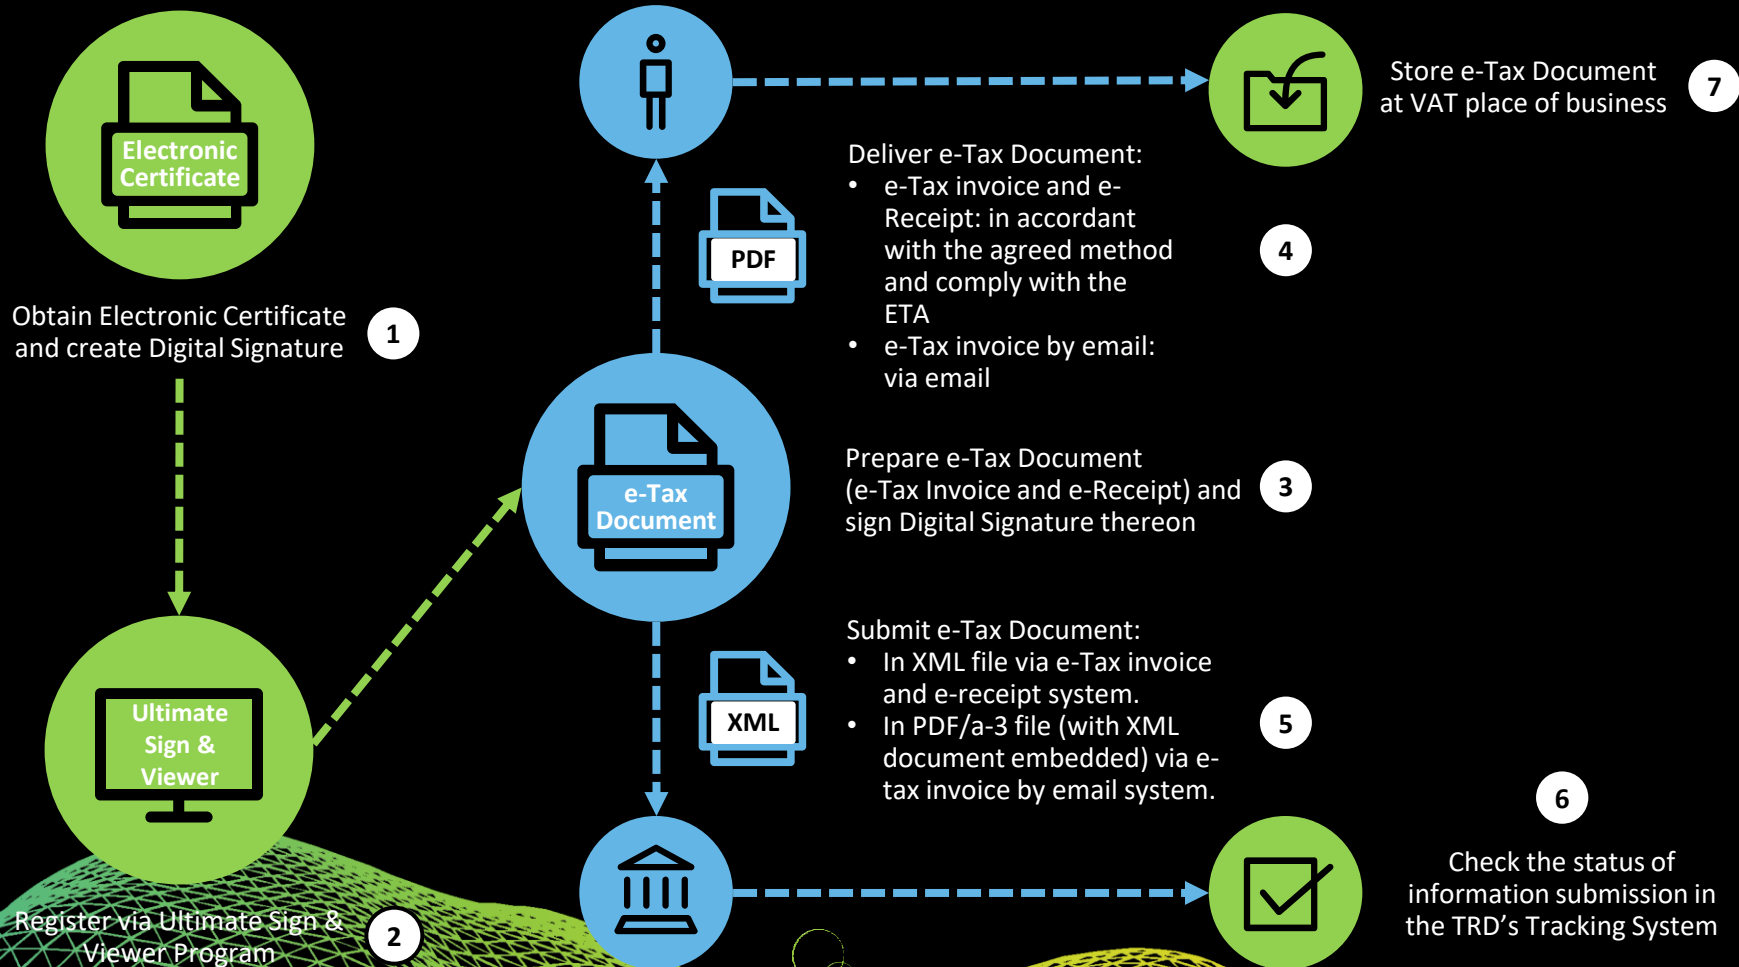 Electronic
Certificate
Obtain Electronic Certificate
and create Digital Signature
1
Ultimate
Sign &
Viewer
Register via Ultimate Sign &
Viewer Program
2
e-Tax
Document
Prepare e-Tax Document
(e-Tax Invoice and e-Receipt) and
sign Digital Signature thereon
3
PDF
Deliver e-Tax Document:
• e-Tax invoice and e-
Receipt: in accordant
with the agreed method
and comply with the
ETA
• e-Tax invoice by email:
via email
4
XML
Submit e-Tax Document:
• In XML file via e-Tax invoice
and e-receipt system.
• In PDF/a-3 file (with XML
document embedded) via e-
tax invoice by email system.
5
6
Check the status of
information submission in
the TRD's Tracking System
Store e-Tax Document
at VAT place of business
7